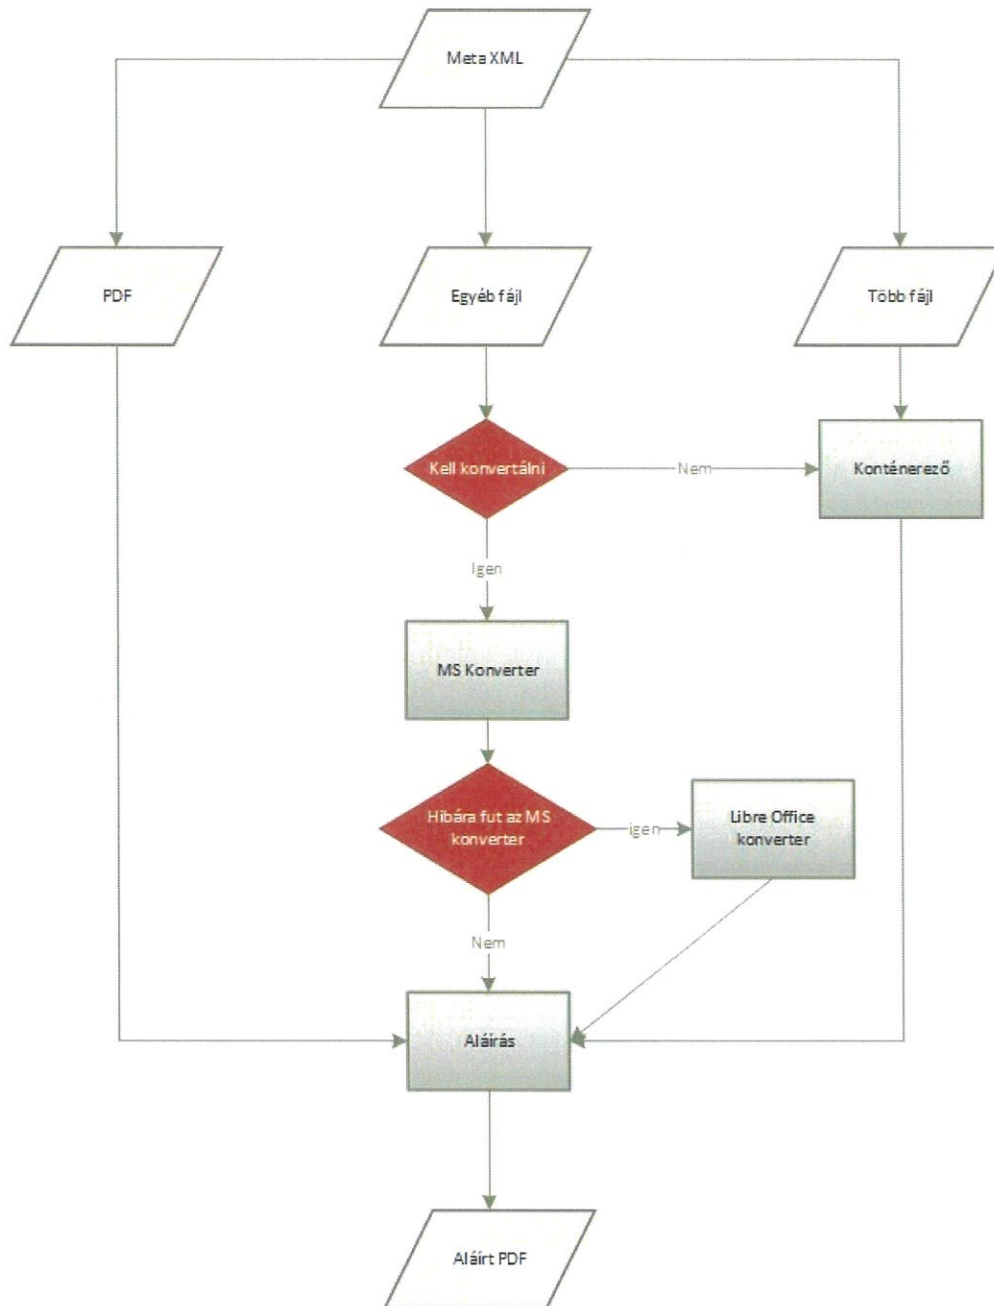 Meta XML
PDF
Egyéb fájl
Több fájl
Kell konvertálni
Nem
Konténerező
Igen
MS Konverter
Hibára fut az MS
konverter
igen
Libre Office
konverter
Nem
Aláírás
Aláírt PDF